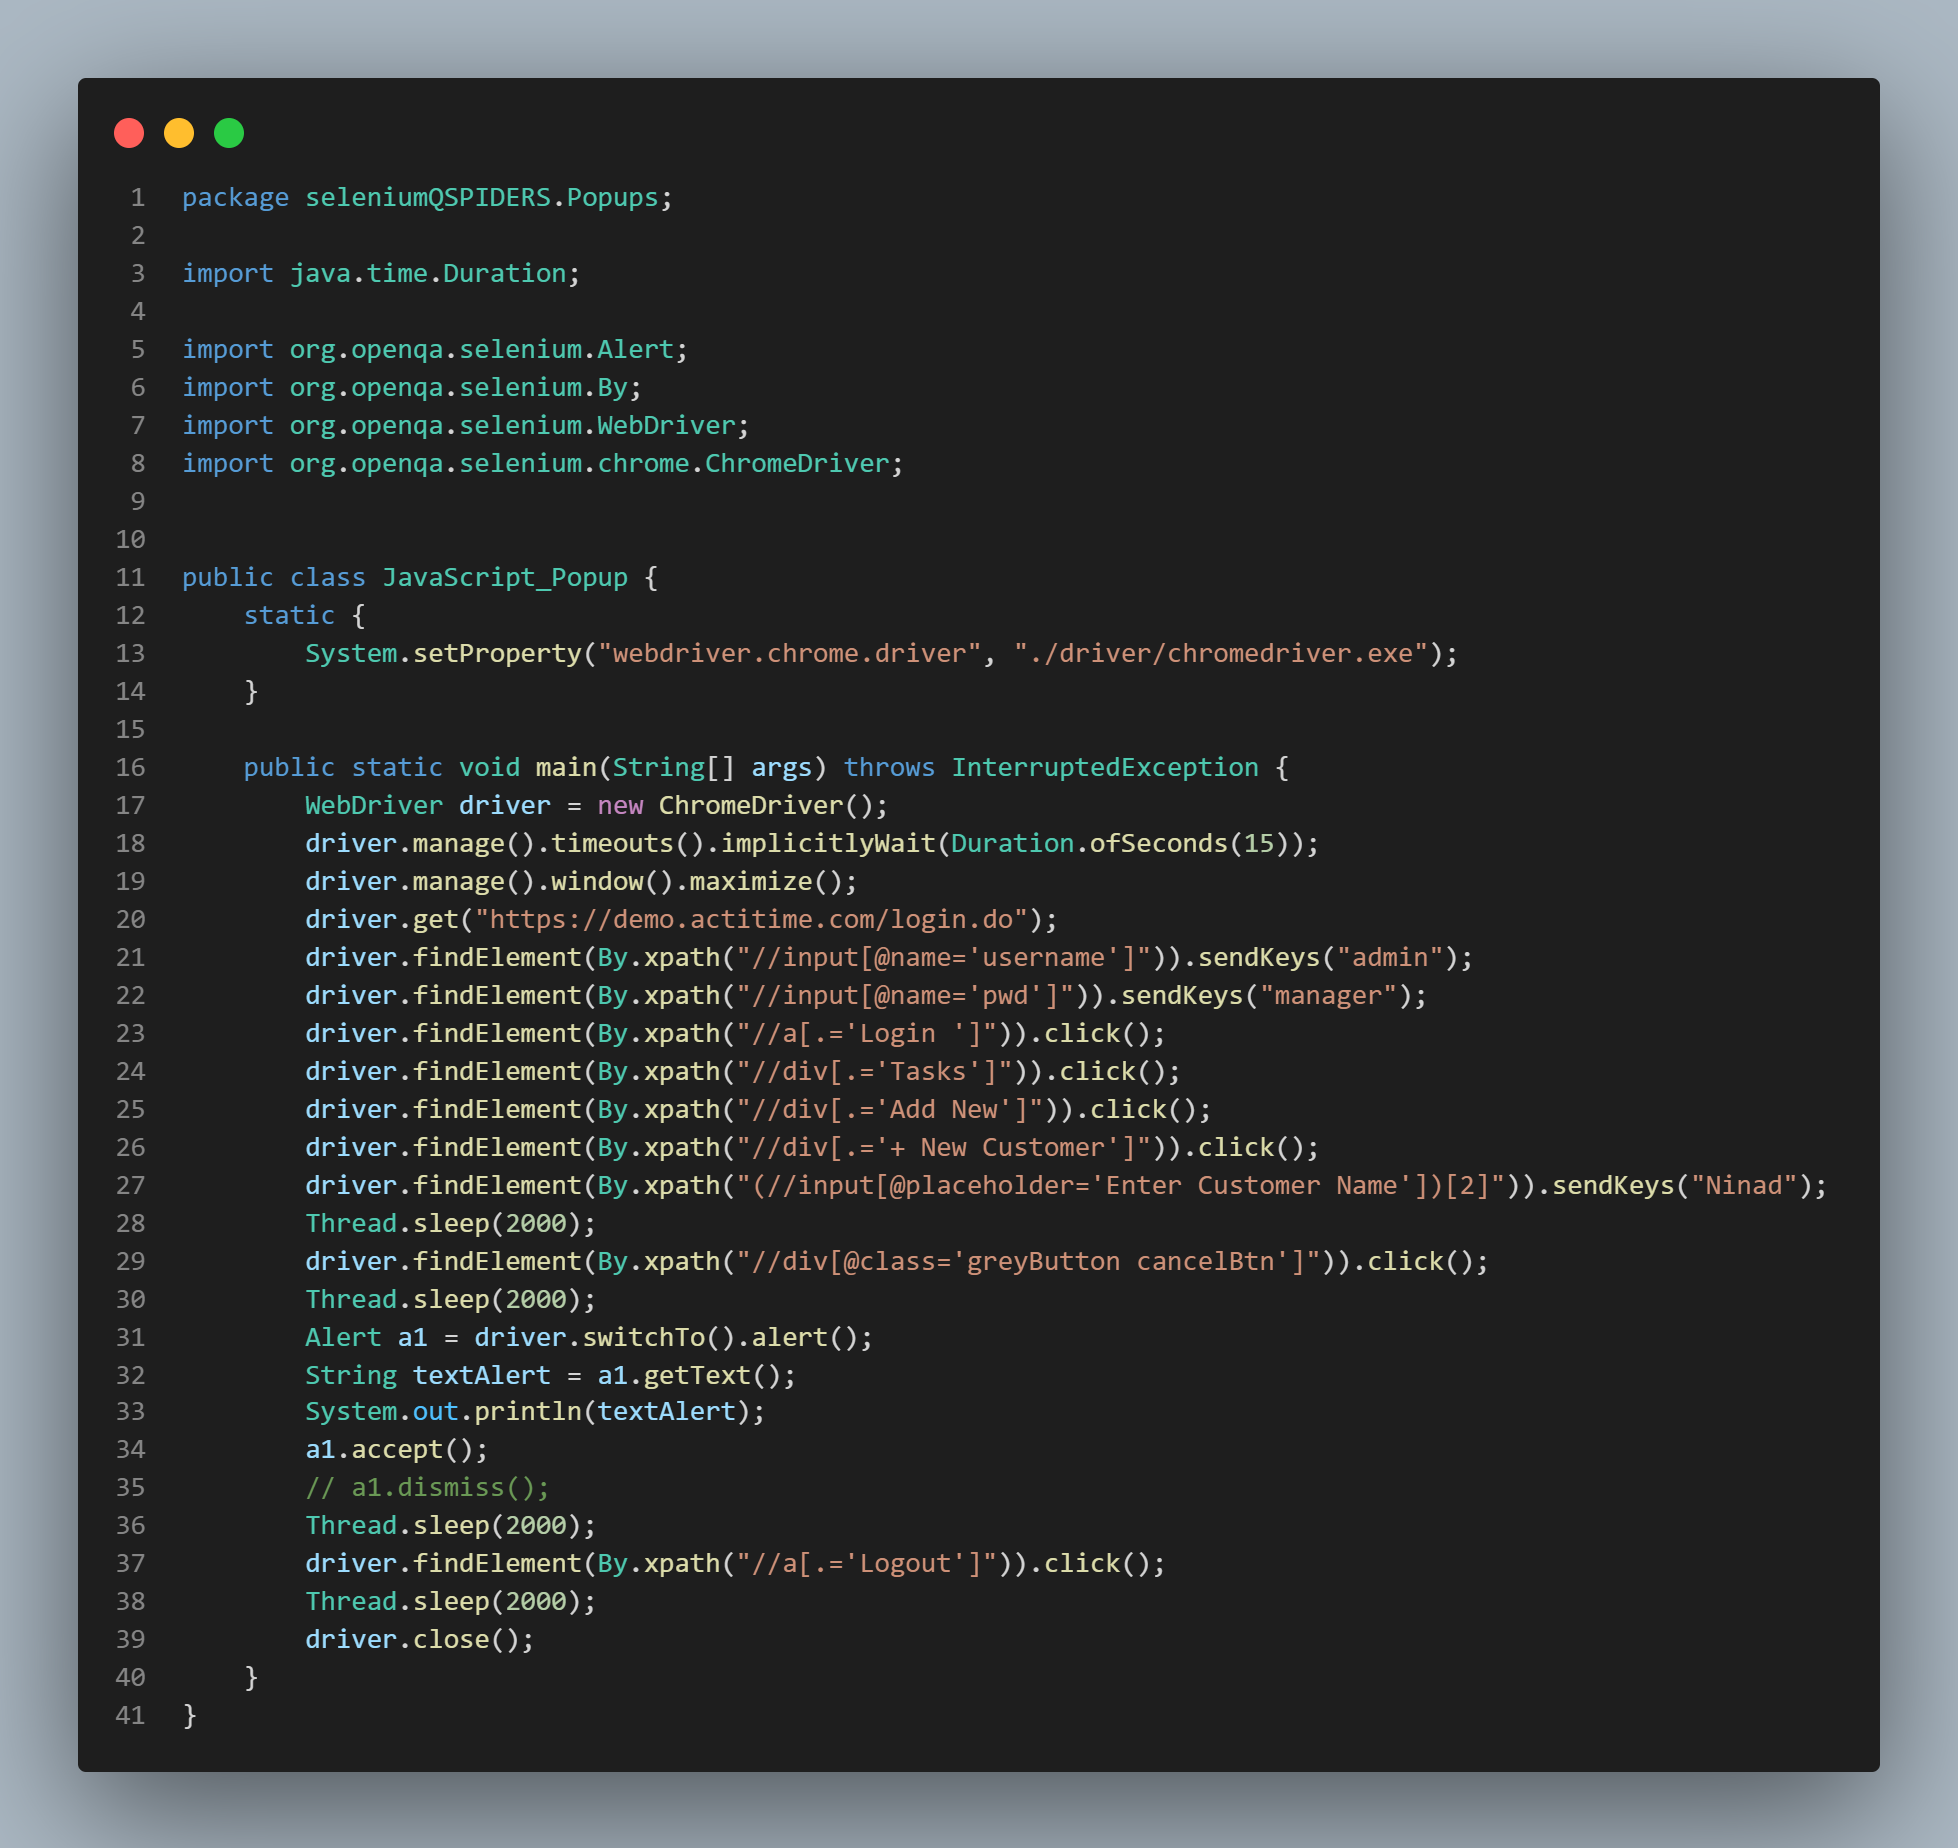 1 package seleniumQSPIDERS.Popups;
2
3 import java.time.Duration;
4
5 import org.openqa.selenium.Alert;
6 import org.openqa.selenium.By;
7 import org.openqa.selenium.WebDriver;
8 import org.openqa.selenium.chrome.ChromeDriver;
9
10
11 public class JavaScript_Popup {
12     static {
13         System.setProperty("webdriver.chrome.driver", "./driver/chromedriver.exe");
14     }
15
16     public static void main(String[] args) throws InterruptedException {
17         WebDriver driver = new ChromeDriver();
18         driver.manage().timeouts().implicitlyWait(Duration.ofSeconds(15));
19         driver.manage().window().maximize();
20         driver.get("https://demo.actitime.com/login.do");
21         driver.findElement(By.xpath("//input[@name='username']")).sendKeys("admin");
22         driver.findElement(By.xpath("//input[@name='pwd']")).sendKeys("manager");
23         driver.findElement(By.xpath("//a[.='Login ']")).click();
24         driver.findElement(By.xpath("//div[.='Tasks']")).click();
25         driver.findElement(By.xpath("//div[.='Add New']")).click();
26         driver.findElement(By.xpath("//div[.='+ New Customer']")).click();
27         driver.findElement(By.xpath("(//input[@placeholder='Enter Customer Name'])[2]")).sendKeys("Ninad");
28         Thread.sleep(2000);
29         driver.findElement(By.xpath("//div[@class='greyButton cancelBtn']")).click();
30         Thread.sleep(2000);
31         Alert a1 = driver.switchTo().alert();
32         String textAlert = a1.getText();
33         System.out.println(textAlert);
34         a1.accept();
35         // a1.dismiss();
36         Thread.sleep(2000);
37         driver.findElement(By.xpath("//a[.='Logout']")).click();
38         Thread.sleep(2000);
39         driver.close();
40     }
41 }